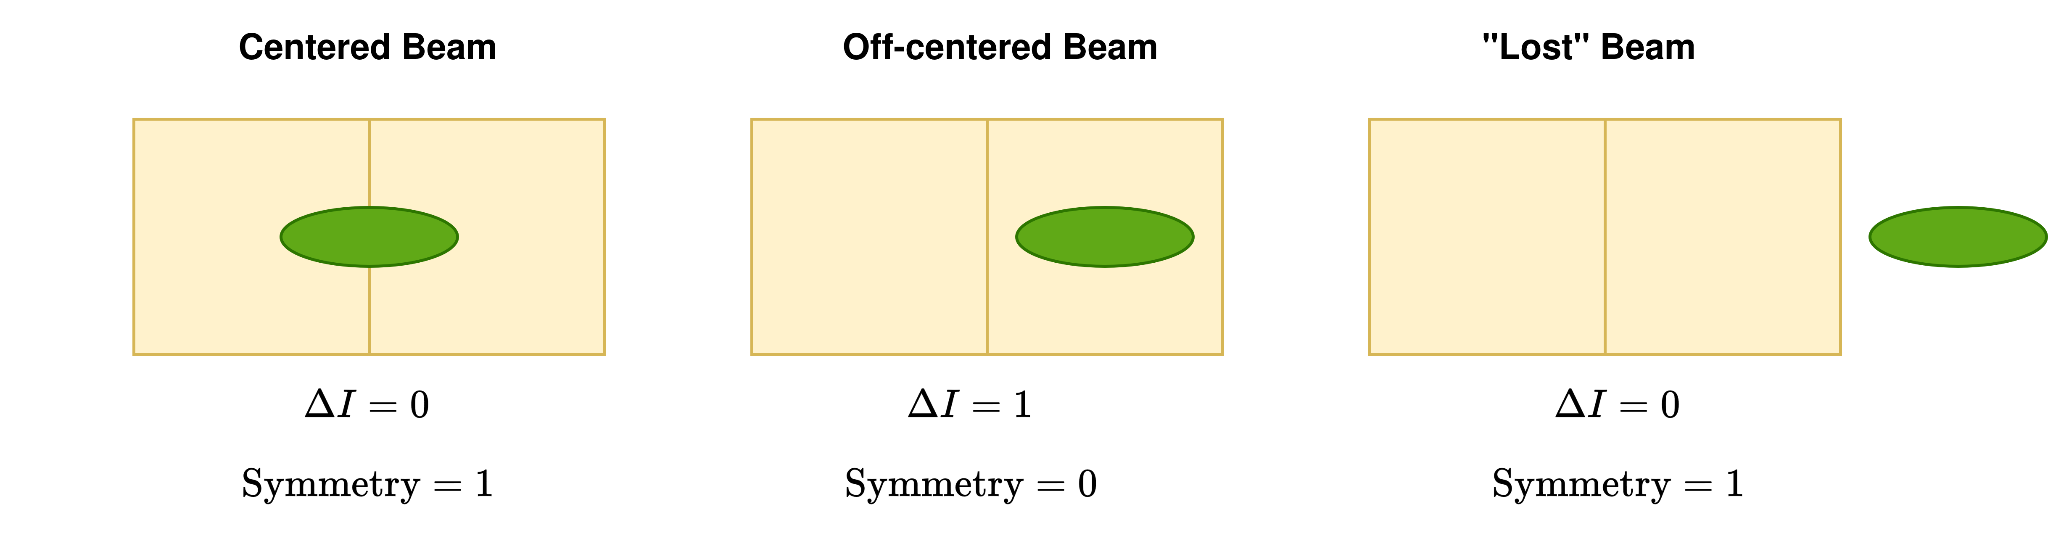 Centered Beam
Off-centered Beam
"Lost" Beam
ΔI = 0
ΔI = 1
ΔI = 0
Symmetry = 1
Symmetry = 0
Symmetry = 1